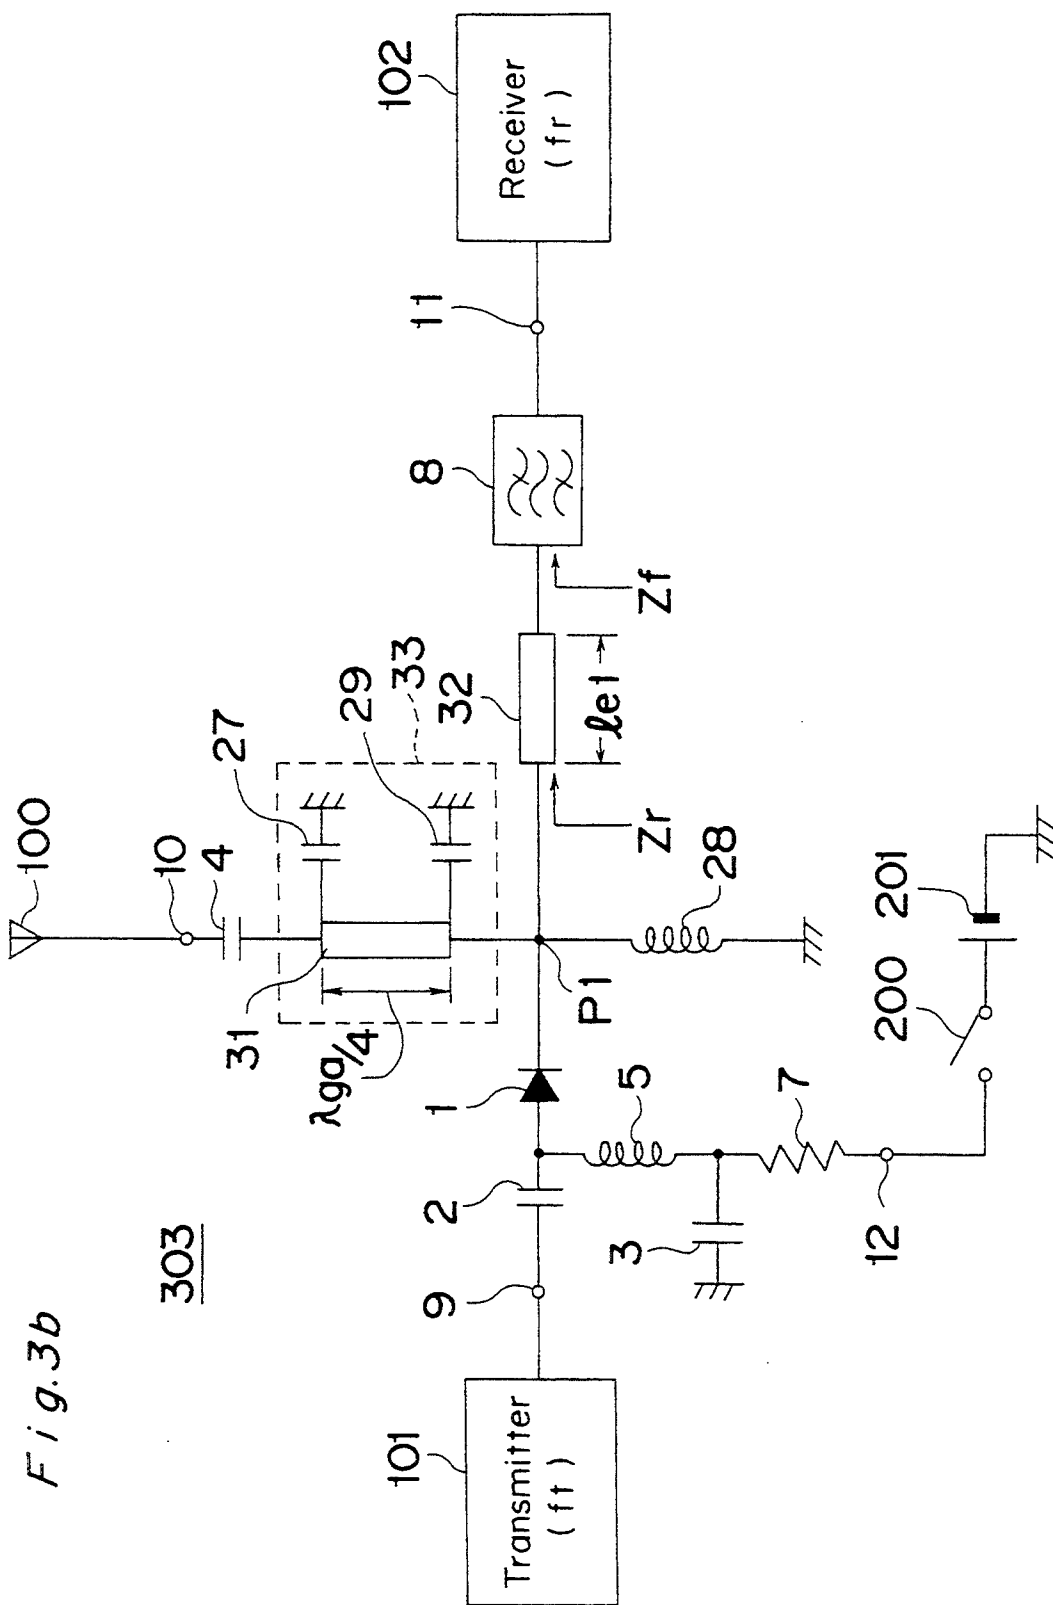 Fig.3b
303
100
10
4
27
29
33
31
λga/4
32
ℓe1
8
11
102
Receiver
(fr)
Zr
Zf
P1
28
1
2
9
101
Transmitter
(ft)
5
3
7
12
200
201